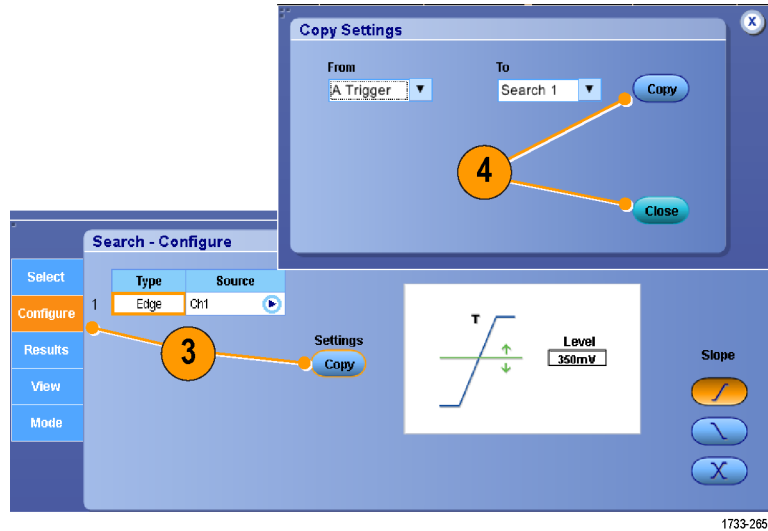 X
Copy Settings
From To
A Trigger Search 1 Copy
4
Close
Search - Configure
Select
Type Source
1 Edge Ch1
Configure
Results
View
Mode
3
Settings
Copy
T
Level
350mV
Slope
1733-265